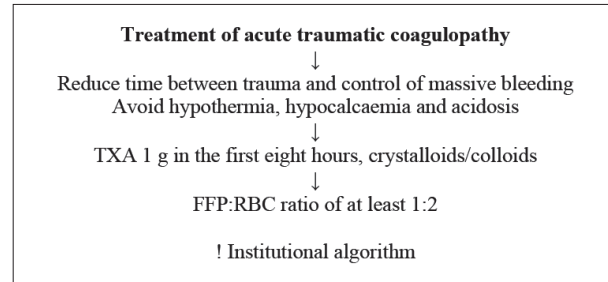 Treatment of acute traumatic coagulopathy
↓
Reduce time between trauma and control of massive bleeding
Avoid hypothermia, hypocalcaemia and acidosis
↓
TXA 1 g in the first eight hours, crystalloids/colloids
↓
FFP:RBC ratio of at least 1:2
! Institutional algorithm